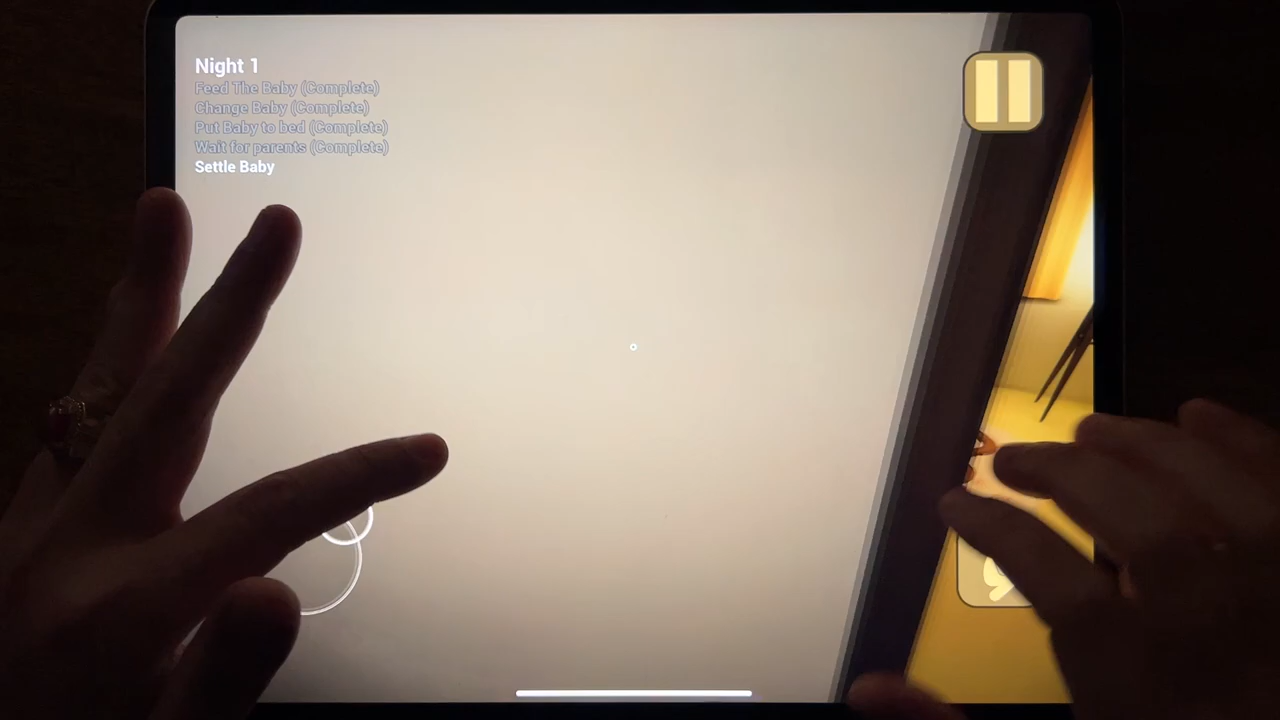 Night 1
Feed The Baby (Complete)
Change Baby (Complete)
Put Baby to bed (Complete)
Wait for parents (Complete)
Settle Baby